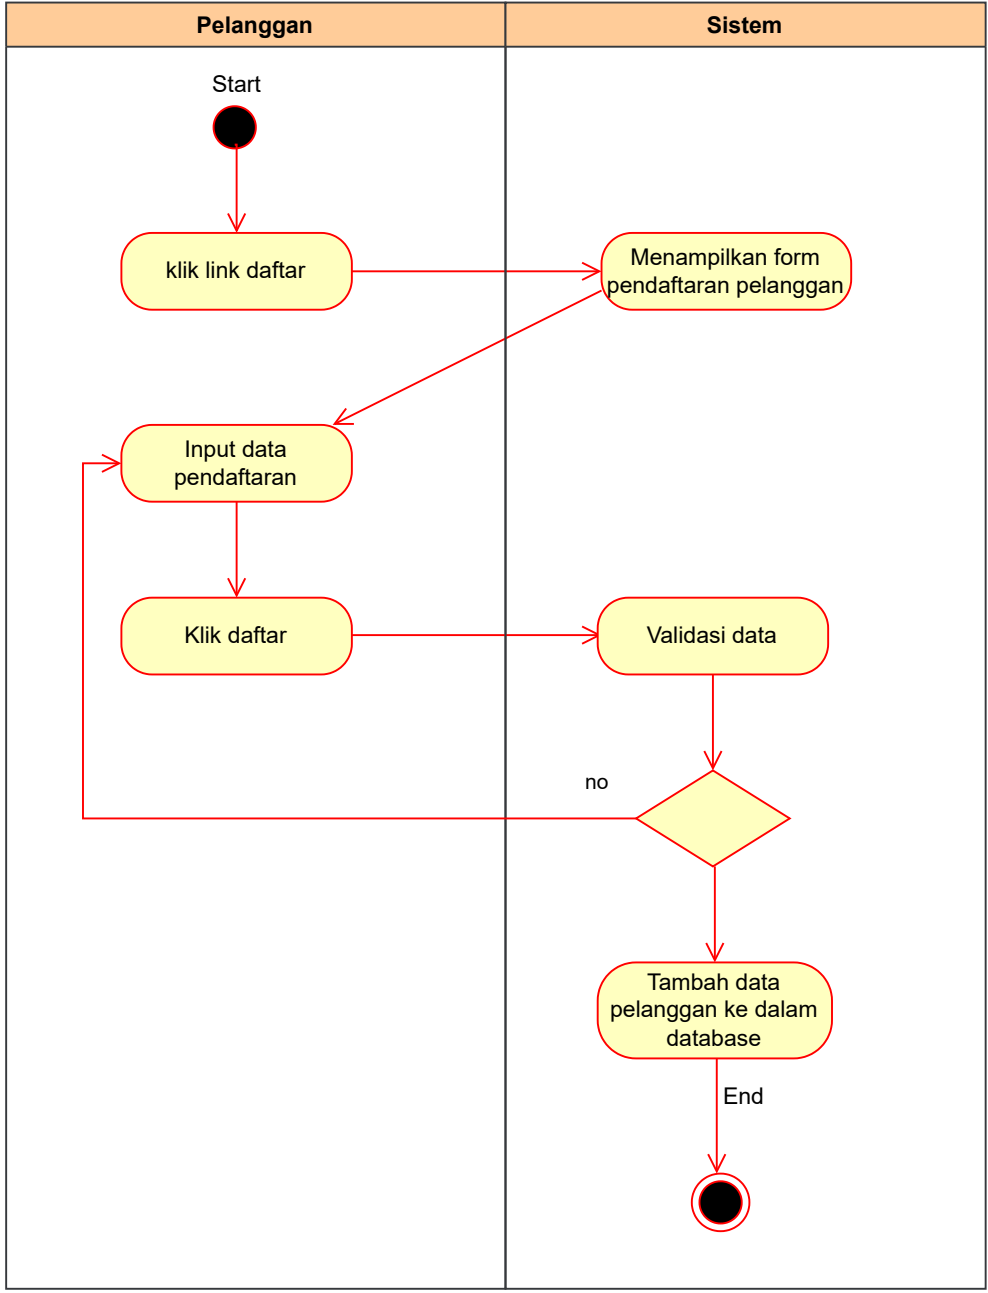 Pelanggan
Sistem
Start
klik link daftar
Menampilkan form
pendaftaran pelanggan
Input data
pendaftaran
Klik daftar
Validasi data
no
Tambah data
pelanggan ke dalam
database
End